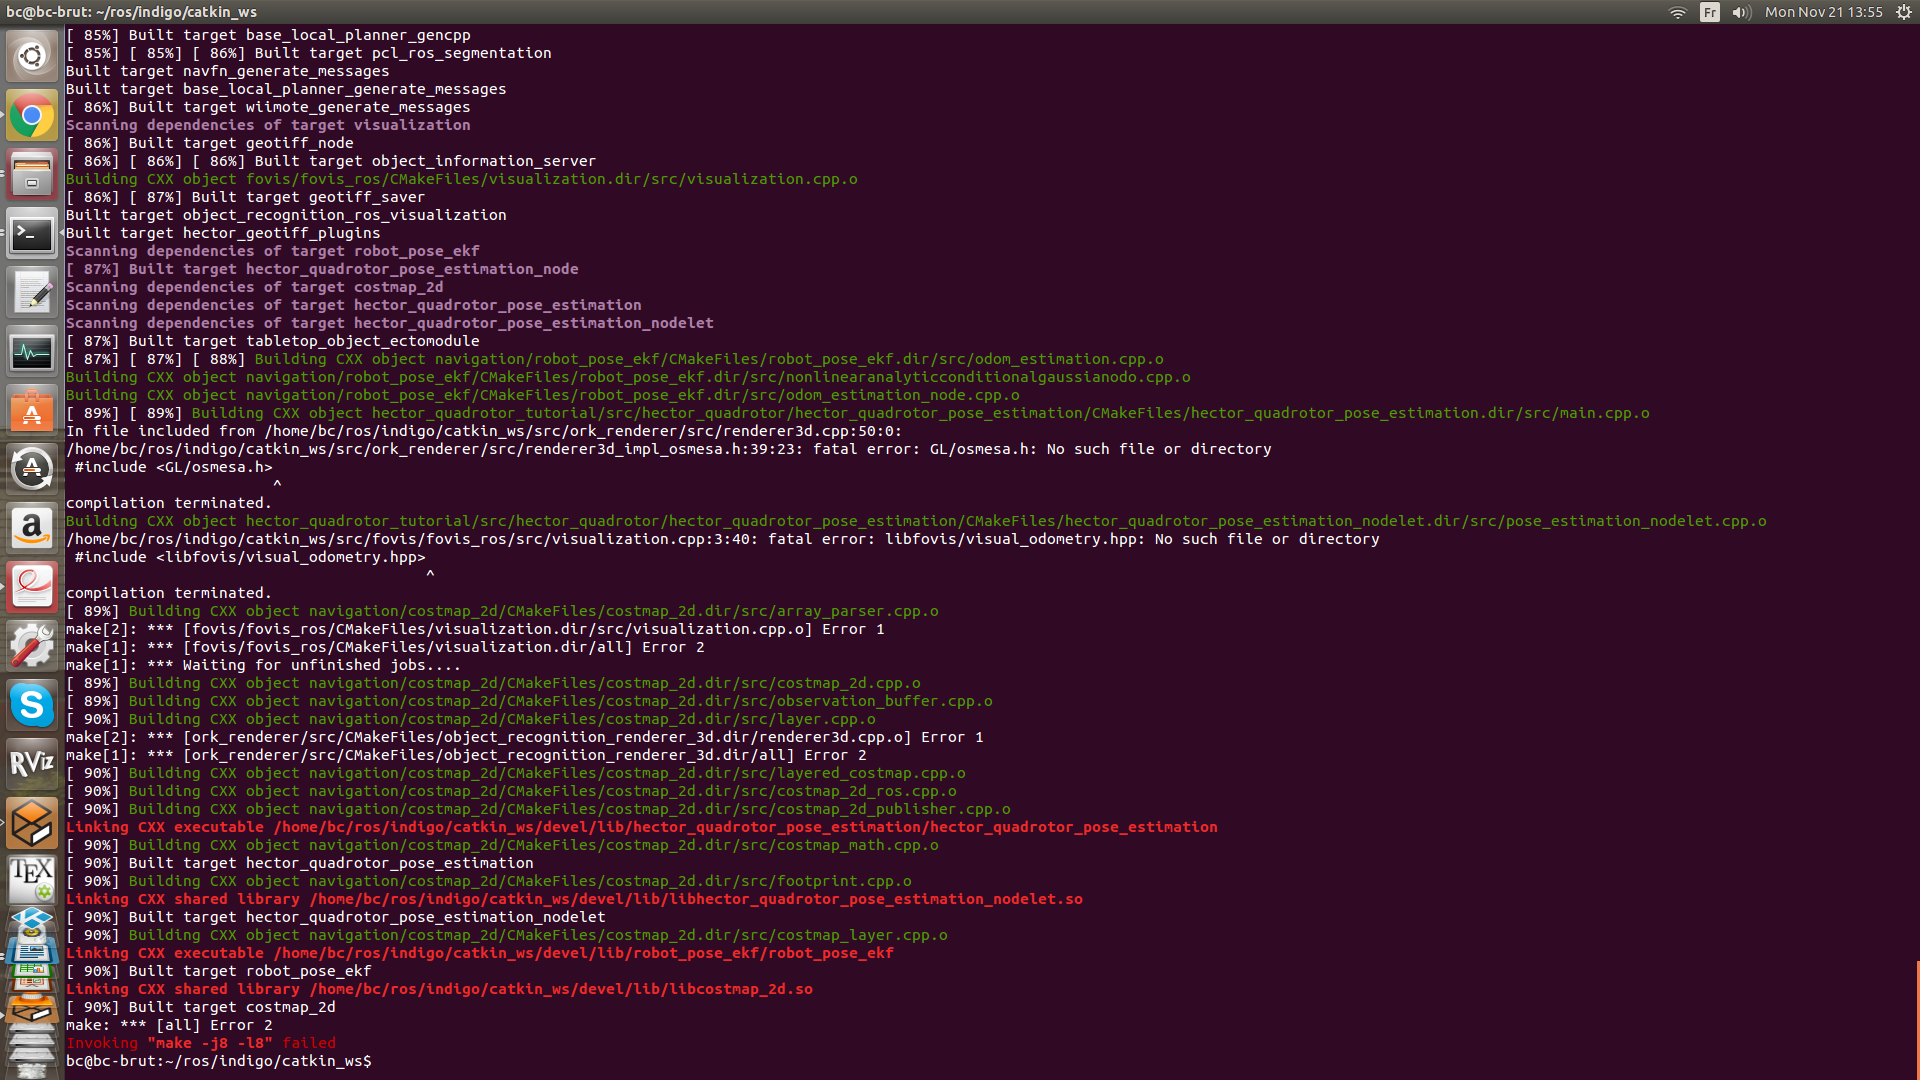 bc@bc-brut: ~/ros/indigo/catkin_ws
Fr
Mon Nov 21 13:55
[ 85%] Built target base_local_planner_gencpp
[ 85%] [ 85%] [ 86%] Built target pcl_ros_segmentation
Built target navfn_generate_messages
Built target base_local_planner_generate_messages
[ 86%] Built target wiimote_generate_messages
Scanning dependencies of target visualization
[ 86%] Built target geotiff_node
[ 86%] [ 86%] [ 86%] Built target object_information_server
Building CXX object fovis/fovis_ros/CMakeFiles/visualization.dir/src/visualization.cpp.o
[ 86%] [ 87%] Built target geotiff_saver
Built target object_recognition_ros_visualization
Built target hector_geotiff_plugins
Scanning dependencies of target robot_pose_ekf
[ 87%] Built target hector_quadrotor_pose_estimation_node
Scanning dependencies of target costmap_2d
Scanning dependencies of target hector_quadrotor_pose_estimation
Scanning dependencies of target hector_quadrotor_pose_estimation_nodelet
[ 87%] Built target tabletop_object_ectomodule
[ 87%] [ 87%] [ 88%] Building CXX object navigation/robot_pose_ekf/CMakeFiles/robot_pose_ekf.dir/src/odom_estimation.cpp.o
Building CXX object navigation/robot_pose_ekf/CMakeFiles/robot_pose_ekf.dir/src/nonlinearanalyticconditionalgaussianodo.cpp.o
Building CXX object navigation/robot_pose_ekf/CMakeFiles/robot_pose_ekf.dir/src/odom_estimation_node.cpp.o
[ 89%] [ 89%] Building CXX object hector_quadrotor_tutorial/src/hector_quadrotor/hector_quadrotor_pose_estimation/CMakeFiles/hector_quadrotor_pose_estimation.dir/src/main.cpp.o
In file included from /home/bc/ros/indigo/catkin_ws/src/ork_renderer/src/renderer3d.cpp:50:0:
/home/bc/ros/indigo/catkin_ws/src/ork_renderer/src/renderer3d_impl_osmesa.h:39:23: fatal error: GL/osmesa.h: No such file or directory
#include <GL/osmesa.h>
^
compilation terminated.
Building CXX object hector_quadrotor_tutorial/src/hector_quadrotor/hector_quadrotor_pose_estimation/CMakeFiles/hector_quadrotor_pose_estimation_nodelet.dir/src/pose_estimation_nodelet.cpp.o
/home/bc/ros/indigo/catkin_ws/src/fovis/fovis_ros/src/visualization.cpp:3:40: fatal error: libfovis/visual_odometry.hpp: No such file or directory
#include <libfovis/visual_odometry.hpp>
^
compilation terminated.
[ 89%] Building CXX object navigation/costmap_2d/CMakeFiles/costmap_2d.dir/src/array_parser.cpp.o
make[2]: *** [fovis/fovis_ros/CMakeFiles/visualization.dir/src/visualization.cpp.o] Error 1
make[1]: *** [fovis/fovis_ros/CMakeFiles/visualization.dir/all] Error 2
make[1]: *** Waiting for unfinished jobs....
[ 89%] Building CXX object navigation/costmap_2d/CMakeFiles/costmap_2d.dir/src/costmap_2d.cpp.o
[ 89%] Building CXX object navigation/costmap_2d/CMakeFiles/costmap_2d.dir/src/observation_buffer.cpp.o
[ 90%] Building CXX object navigation/costmap_2d/CMakeFiles/costmap_2d.dir/src/layer.cpp.o
make[2]: *** [ork_renderer/src/CMakeFiles/object_recognition_renderer_3d.dir/renderer3d.cpp.o] Error 1
make[1]: *** [ork_renderer/src/CMakeFiles/object_recognition_renderer_3d.dir/all] Error 2
[ 90%] Building CXX object navigation/costmap_2d/CMakeFiles/costmap_2d.dir/src/layered_costmap.cpp.o
[ 90%] Building CXX object navigation/costmap_2d/CMakeFiles/costmap_2d.dir/src/costmap_2d_ros.cpp.o
[ 90%] Building CXX object navigation/costmap_2d/CMakeFiles/costmap_2d.dir/src/costmap_2d_publisher.cpp.o
Linking CXX executable /home/bc/ros/indigo/catkin_ws/devel/lib/hector_quadrotor_pose_estimation/hector_quadrotor_pose_estimation
[ 90%] Building CXX object navigation/costmap_2d/CMakeFiles/costmap_2d.dir/src/costmap_math.cpp.o
[ 90%] Built target hector_quadrotor_pose_estimation
[ 90%] Building CXX object navigation/costmap_2d/CMakeFiles/costmap_2d.dir/src/footprint.cpp.o
Linking CXX shared library /home/bc/ros/indigo/catkin_ws/devel/lib/libhector_quadrotor_pose_estimation_nodelet.so
[ 90%] Built target hector_quadrotor_pose_estimation_nodelet
[ 90%] Building CXX object navigation/costmap_2d/CMakeFiles/costmap_2d.dir/src/costmap_layer.cpp.o
Linking CXX executable /home/bc/ros/indigo/catkin_ws/devel/lib/robot_pose_ekf/robot_pose_ekf
[ 90%] Built target robot_pose_ekf
Linking CXX shared library /home/bc/ros/indigo/catkin_ws/devel/lib/libcostmap_2d.so
[ 90%] Built target costmap_2d
make: *** [all] Error 2
Invoking "make -j8 -l8" failed
bc@bc-brut:~/ros/indigo/catkin_ws$
RViz
TEX